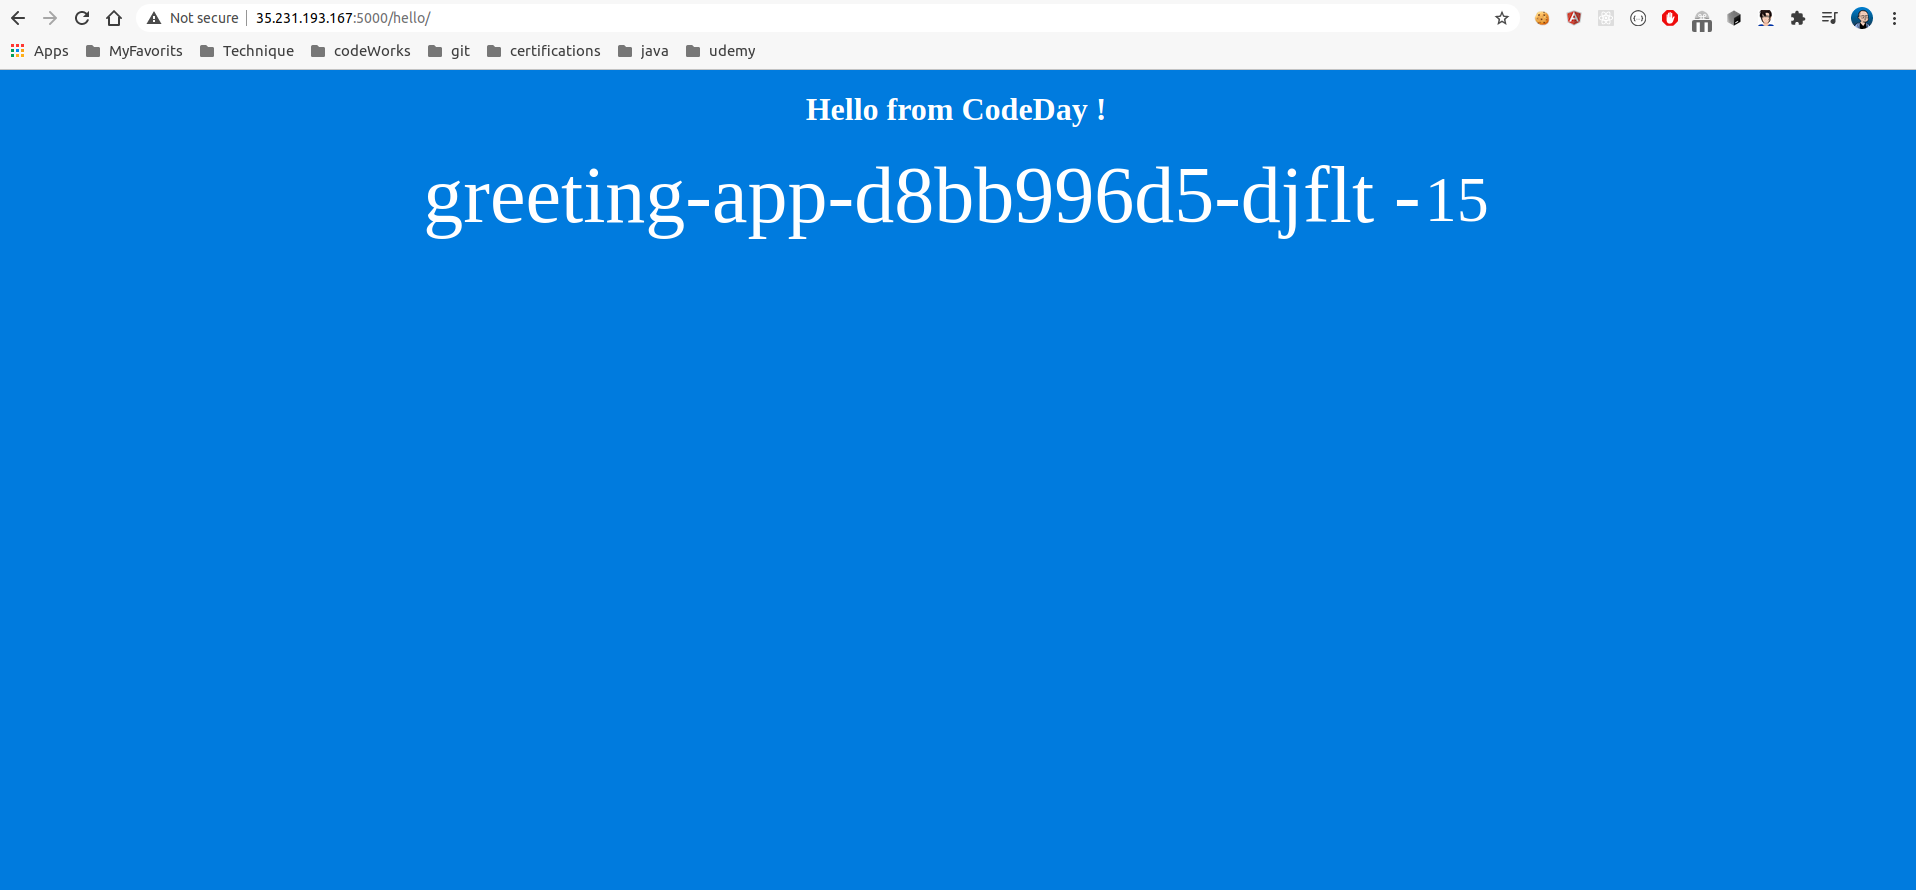 Not secure
35.231.193.167:5000/hello/
Apps MyFavorits Technique codeWorks git certifications java udemy
Hello from CodeDay !
greeting-app-d8bb996d5-djflt -15